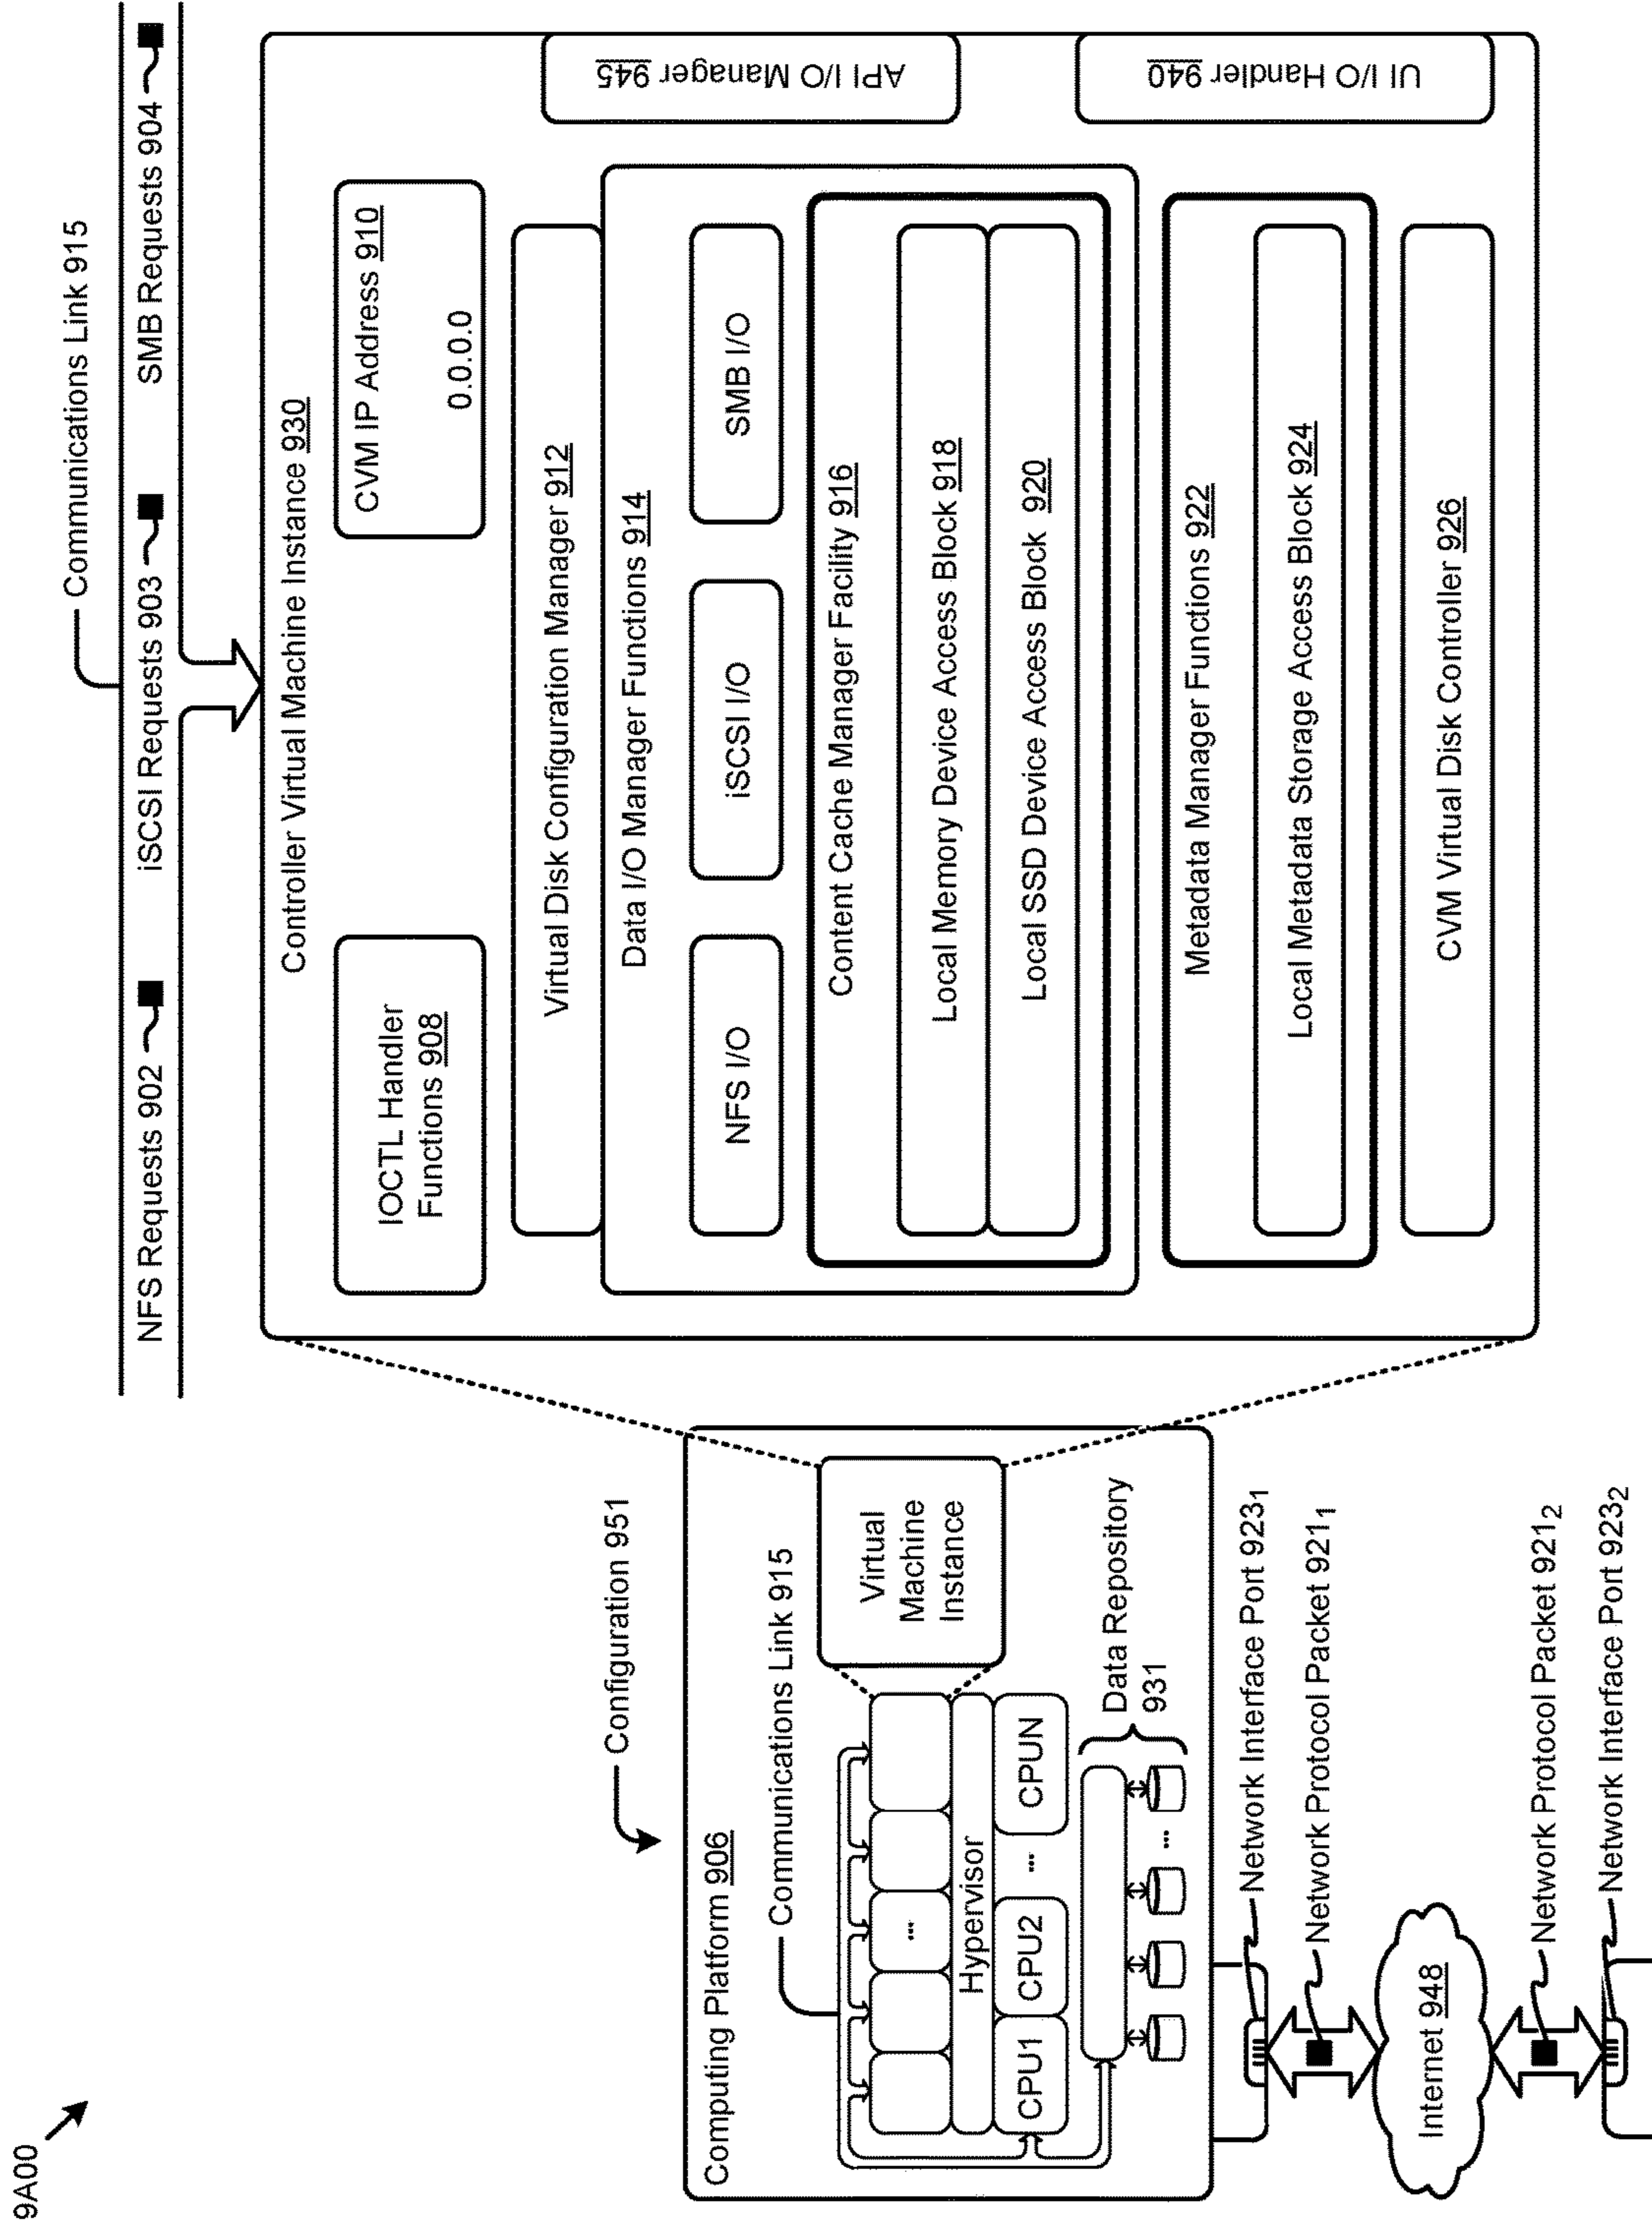 9A00
Communications Link 915
NFS Requests 902
iSCSI Requests 903
SMB Requests 904
Configuration 951
Computing Platform 906
Communications Link 915
...
Hypervisor
CPU1
CPU2
...
CPUN
Virtual
Machine
Instance
Data Repository
931
...
Network Interface Port 923₁
Network Protocol Packet 921₁
Internet 948
Network Protocol Packet 921₂
Network Interface Port 923₂
Controller Virtual Machine Instance 930
IOCTL Handler
Functions 908
CVM IP Address 910
0.0.0.0
Virtual Disk Configuration Manager 912
Data I/O Manager Functions 914
NFS I/O
iSCSI I/O
SMB I/O
Content Cache Manager Facility 916
Local Memory Device Access Block 918
Local SSD Device Access Block 920
Metadata Manager Functions 922
Local Metadata Storage Access Block 924
CVM Virtual Disk Controller 926
API I/O Manager 945
UI I/O Handler 940